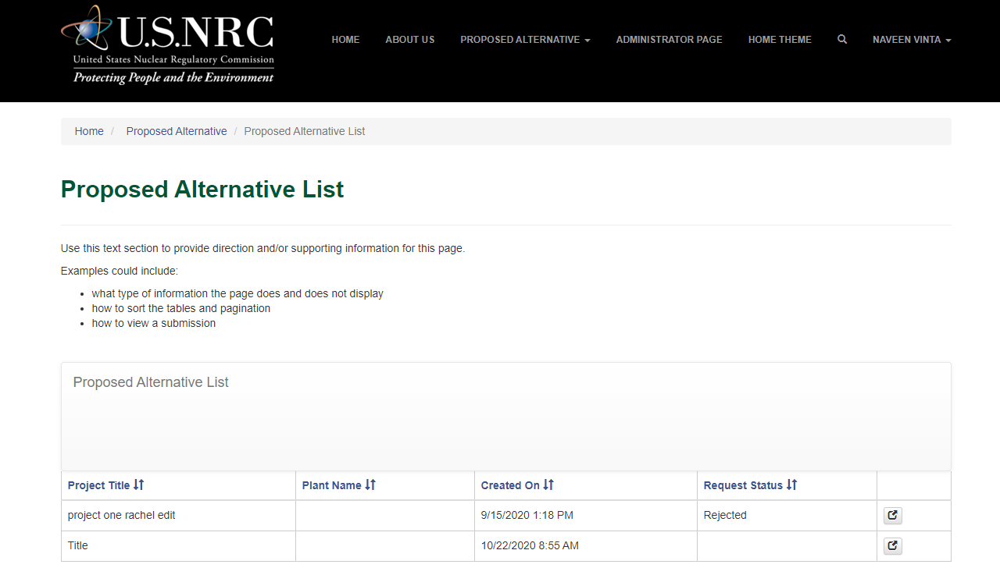 U.S.NRC
United States Nuclear Regulatory Commission
Protecting People and the Environment
HOME ABOUT US PROPOSED ALTERNATIVE ADMINISTRATOR PAGE HOME THEME NAVEEN VINTA
Home / Proposed Alternative / Proposed Alternative List
Proposed Alternative List
Use this text section to provide direction and/or supporting information for this page.
Examples could include:
• what type of information the page does and does not display
• how to sort the tables and pagination
• how to view a submission
Proposed Alternative List
Project Title Plant Name Created On Request Status
project one rachel edit 9/15/2020 1:18 PM Rejected
Title 10/22/2020 8:55 AM